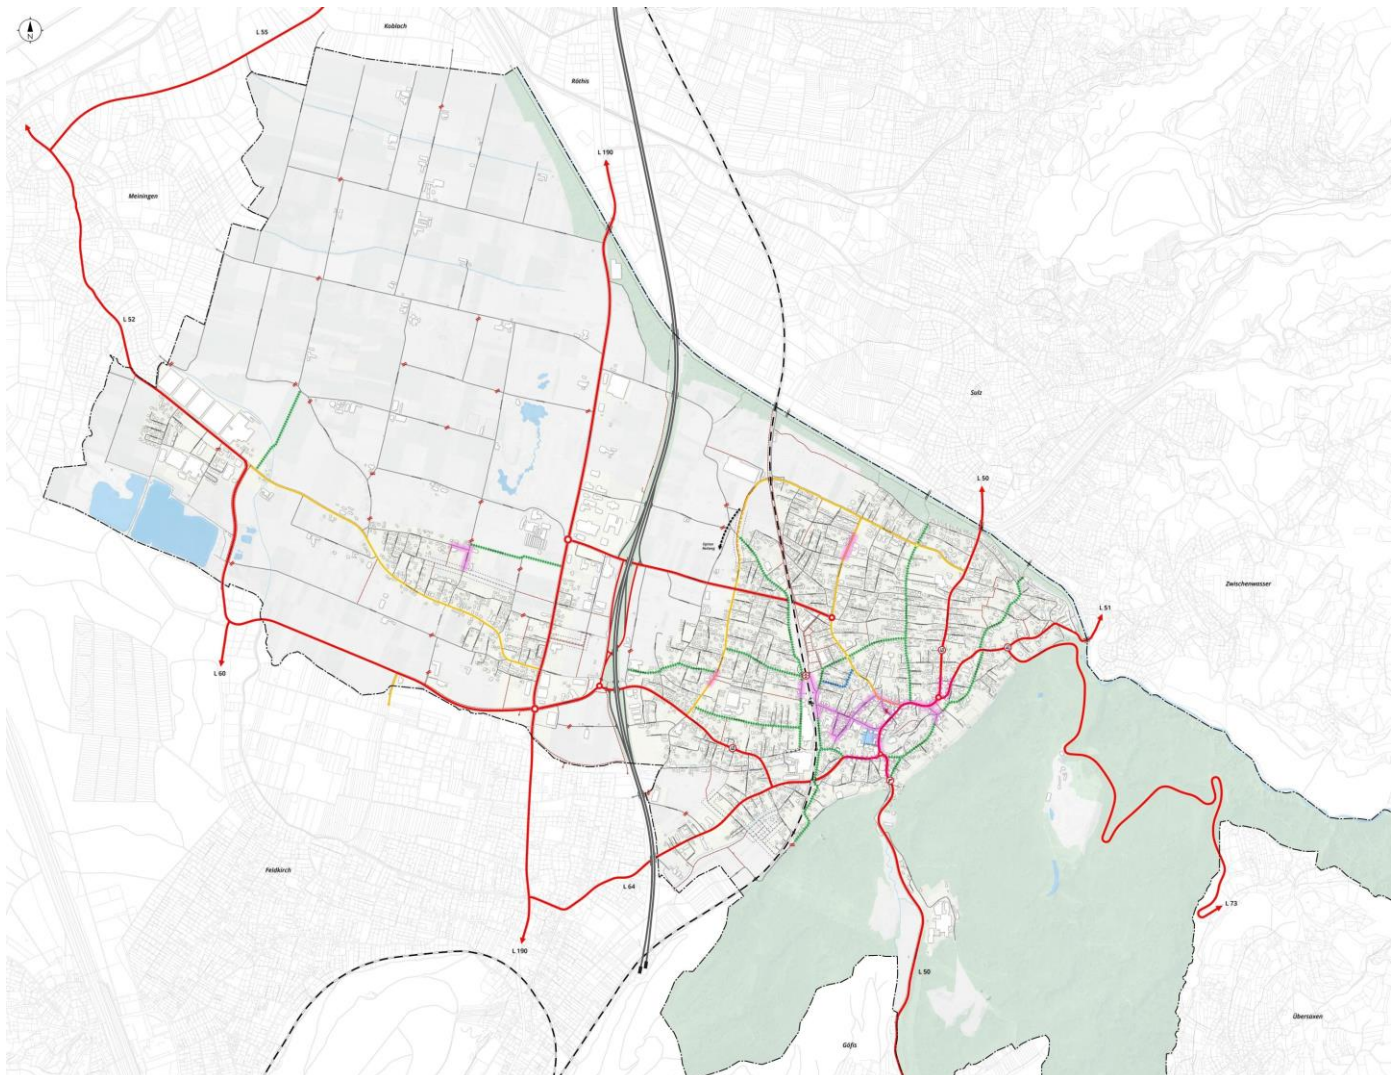 N
Koblach
L 55
Röthis
L 190
Meiningen
L 52
Sulz
L 50
Zwischenwasser
L 51
L 60
Feldkirch
L 64
L 73
L 190
L 50
Göfis
Übersaxen